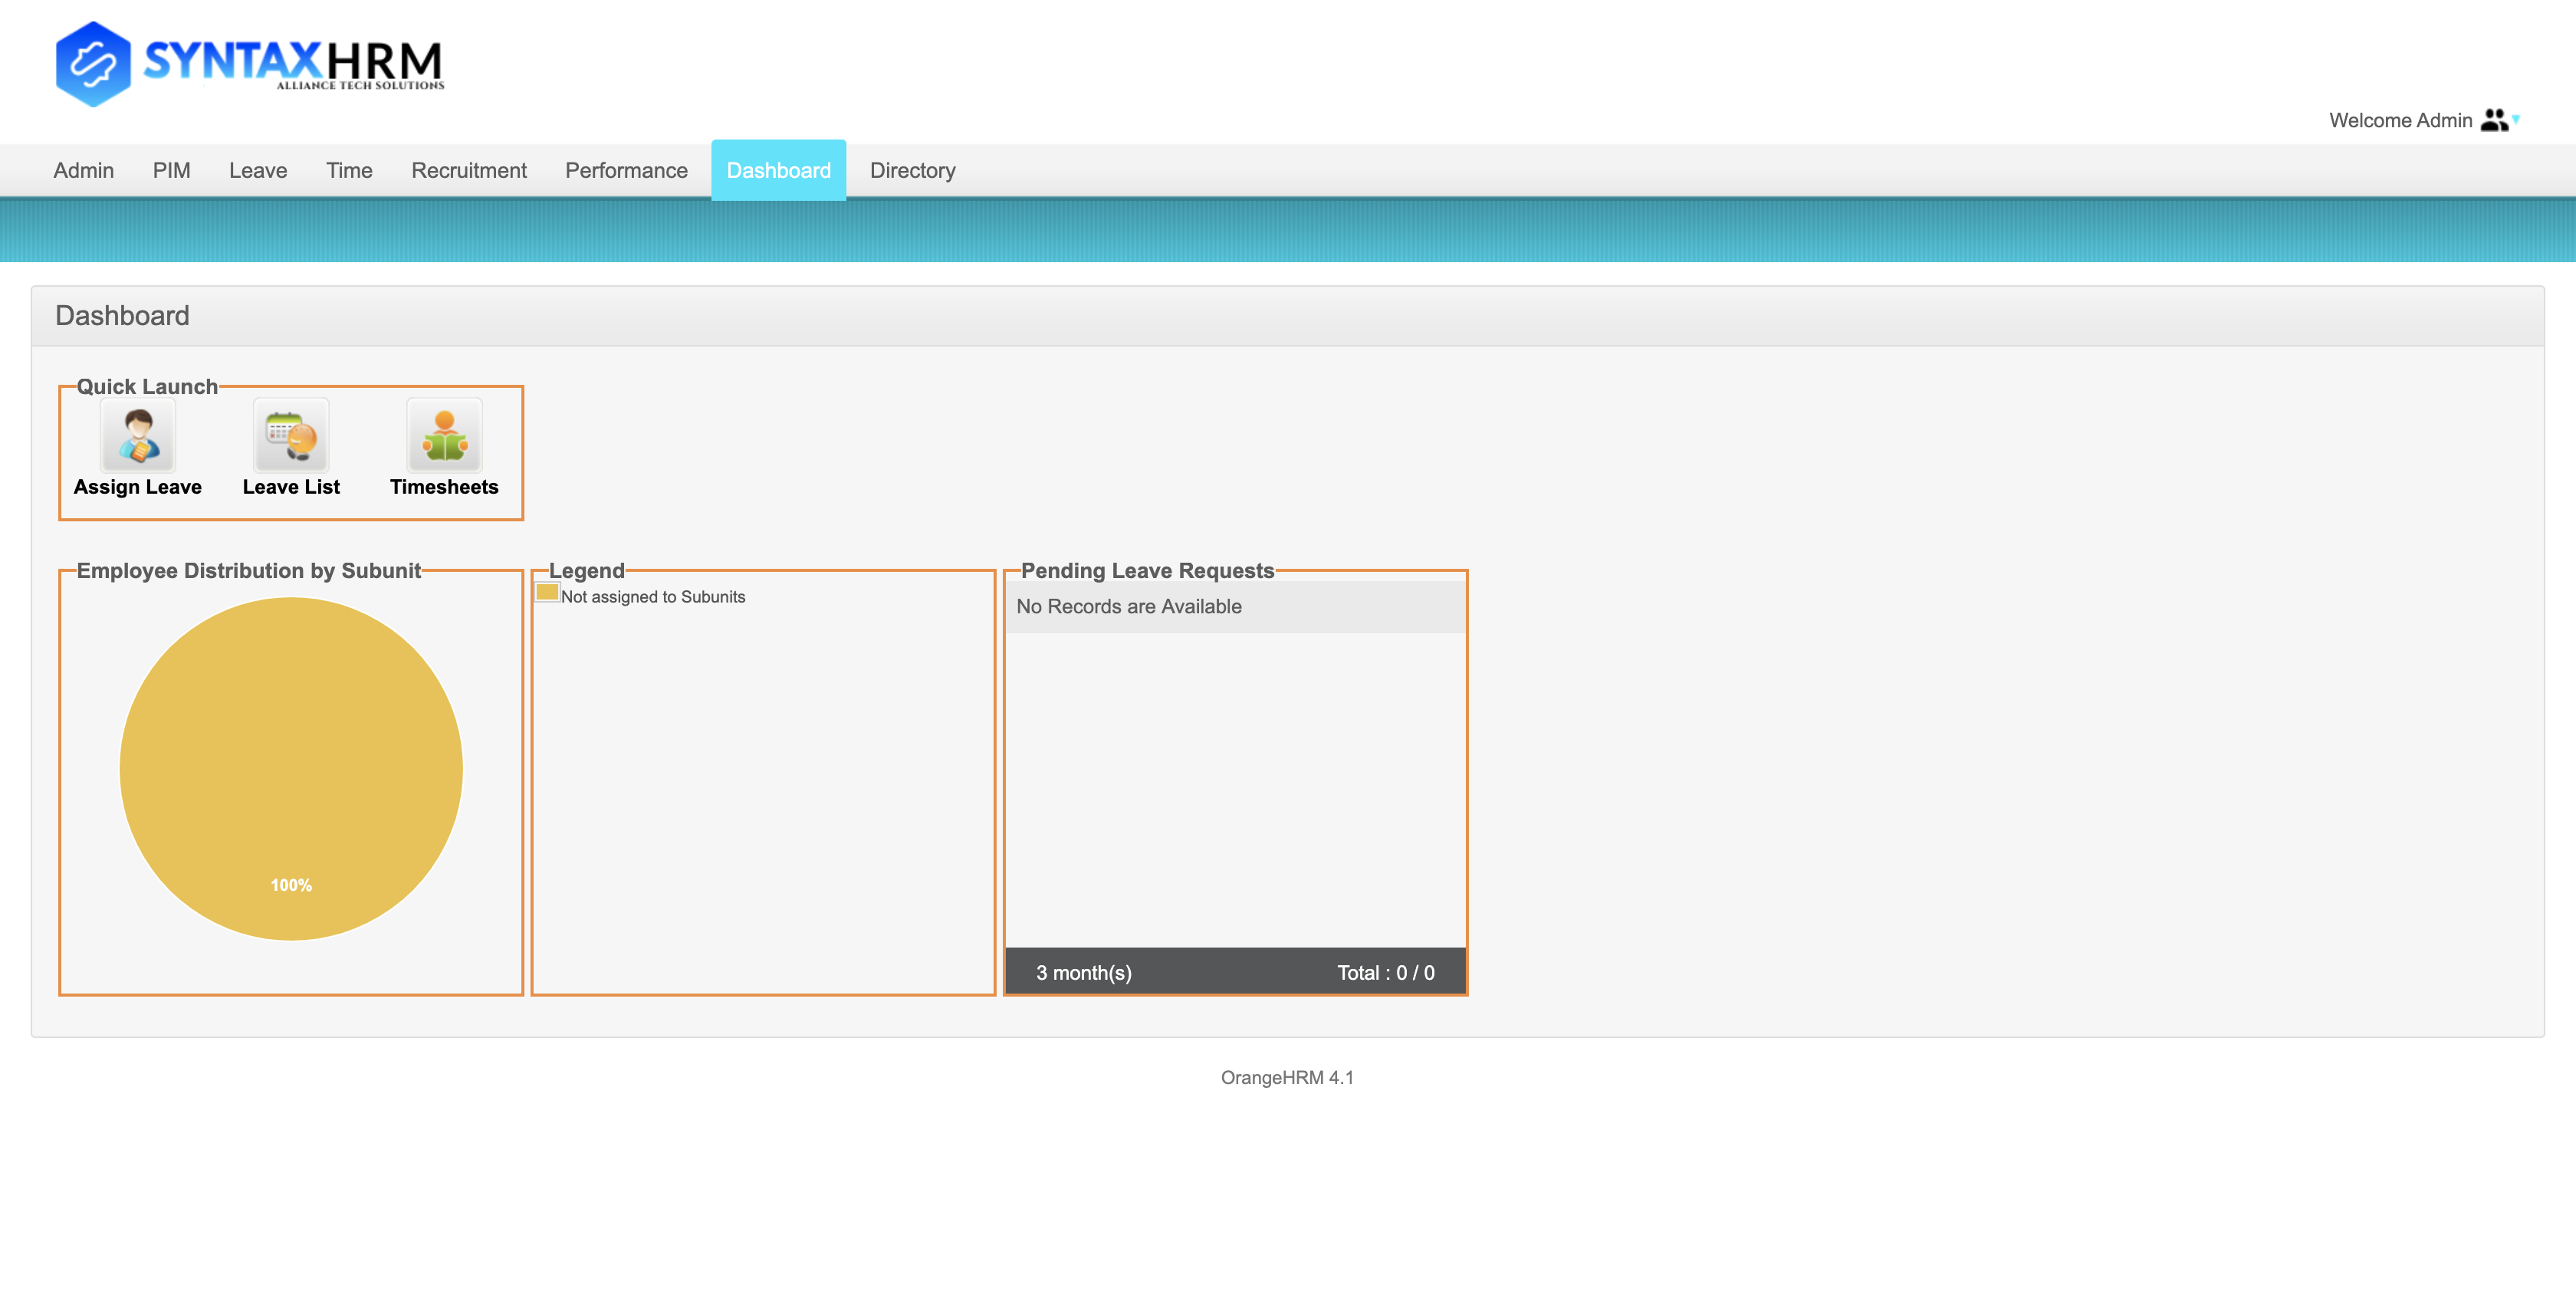 SYNTAXHRM
ALLIANCE TECH SOLUTIONS
Welcome Admin
Admin PIM Leave Time Recruitment Performance Dashboard Directory
Dashboard
Quick Launch
Assign Leave Leave List Timesheets
Employee Distribution by Subunit
100%
Legend
Not assigned to Subunits
Pending Leave Requests
No Records are Available
3 month(s) Total : 0 / 0
OrangeHRM 4.1